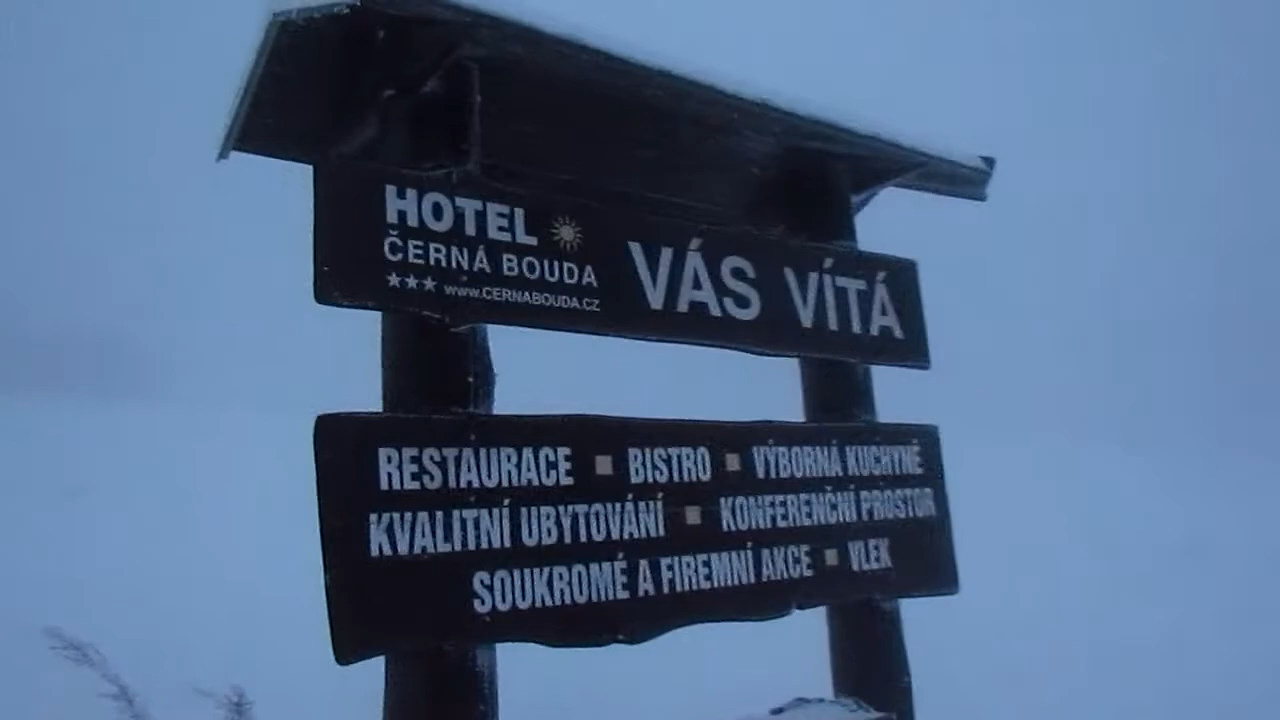 HOTEL
ČERNÁ BOUDA
★★★ www.CERNABOUDA.CZ
VÁS VÍTÁ
RESTAURACE ▪ BISTRO ▪ VÝBORNÁ KUCHYNĚ
KVALITNÍ UBYTOVÁNÍ ▪ KONFERENČNÍ PROSTOR
SOUKROMÉ A FIREMNÍ AKCE ▪ VLEK